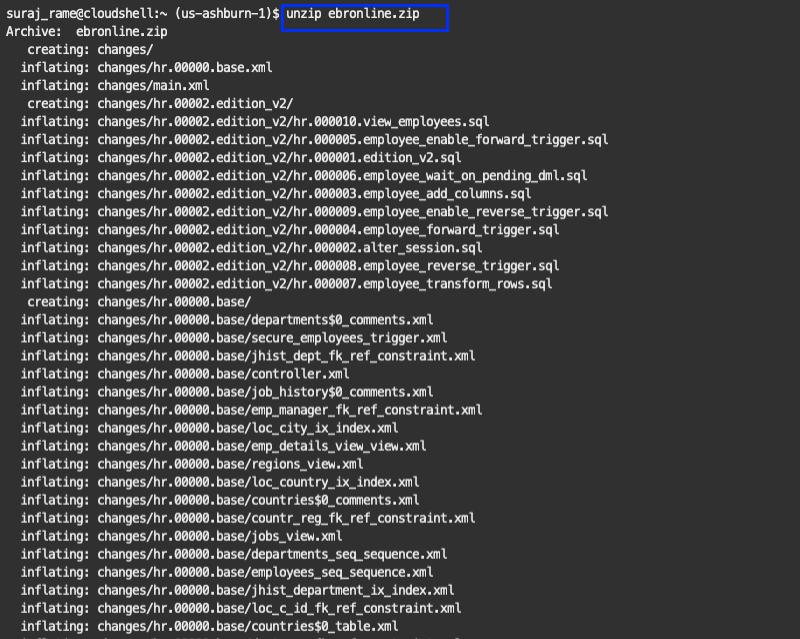 suraj_rame@cloudshell:~ (us-ashburn-1)$ unzip ebronline.zip
Archive:  ebronline.zip
   creating: changes/
  inflating: changes/hr.00000.base.xml
  inflating: changes/main.xml
   creating: changes/hr.00002.edition_v2/
  inflating: changes/hr.00002.edition_v2/hr.000010.view_employees.sql
  inflating: changes/hr.00002.edition_v2/hr.000005.employee_enable_forward_trigger.sql
  inflating: changes/hr.00002.edition_v2/hr.000001.edition_v2.sql
  inflating: changes/hr.00002.edition_v2/hr.000006.employee_wait_on_pending_dml.sql
  inflating: changes/hr.00002.edition_v2/hr.000003.employee_add_columns.sql
  inflating: changes/hr.00002.edition_v2/hr.000009.employee_enable_reverse_trigger.sql
  inflating: changes/hr.00002.edition_v2/hr.000004.employee_forward_trigger.sql
  inflating: changes/hr.00002.edition_v2/hr.000002.alter_session.sql
  inflating: changes/hr.00002.edition_v2/hr.000008.employee_reverse_trigger.sql
  inflating: changes/hr.00002.edition_v2/hr.000007.employee_transform_rows.sql
   creating: changes/hr.00000.base/
  inflating: changes/hr.00000.base/departments$0_comments.xml
  inflating: changes/hr.00000.base/secure_employees_trigger.xml
  inflating: changes/hr.00000.base/jhist_dept_fk_ref_constraint.xml
  inflating: changes/hr.00000.base/controller.xml
  inflating: changes/hr.00000.base/job_history$0_comments.xml
  inflating: changes/hr.00000.base/emp_manager_fk_ref_constraint.xml
  inflating: changes/hr.00000.base/loc_city_ix_index.xml
  inflating: changes/hr.00000.base/emp_details_view_view.xml
  inflating: changes/hr.00000.base/regions_view.xml
  inflating: changes/hr.00000.base/loc_country_ix_index.xml
  inflating: changes/hr.00000.base/countries$0_comments.xml
  inflating: changes/hr.00000.base/countr_reg_fk_ref_constraint.xml
  inflating: changes/hr.00000.base/jobs_view.xml
  inflating: changes/hr.00000.base/departments_seq_sequence.xml
  inflating: changes/hr.00000.base/employees_seq_sequence.xml
  inflating: changes/hr.00000.base/jhist_department_ix_index.xml
  inflating: changes/hr.00000.base/loc_c_id_fk_ref_constraint.xml
  inflating: changes/hr.00000.base/countries$0_table.xml